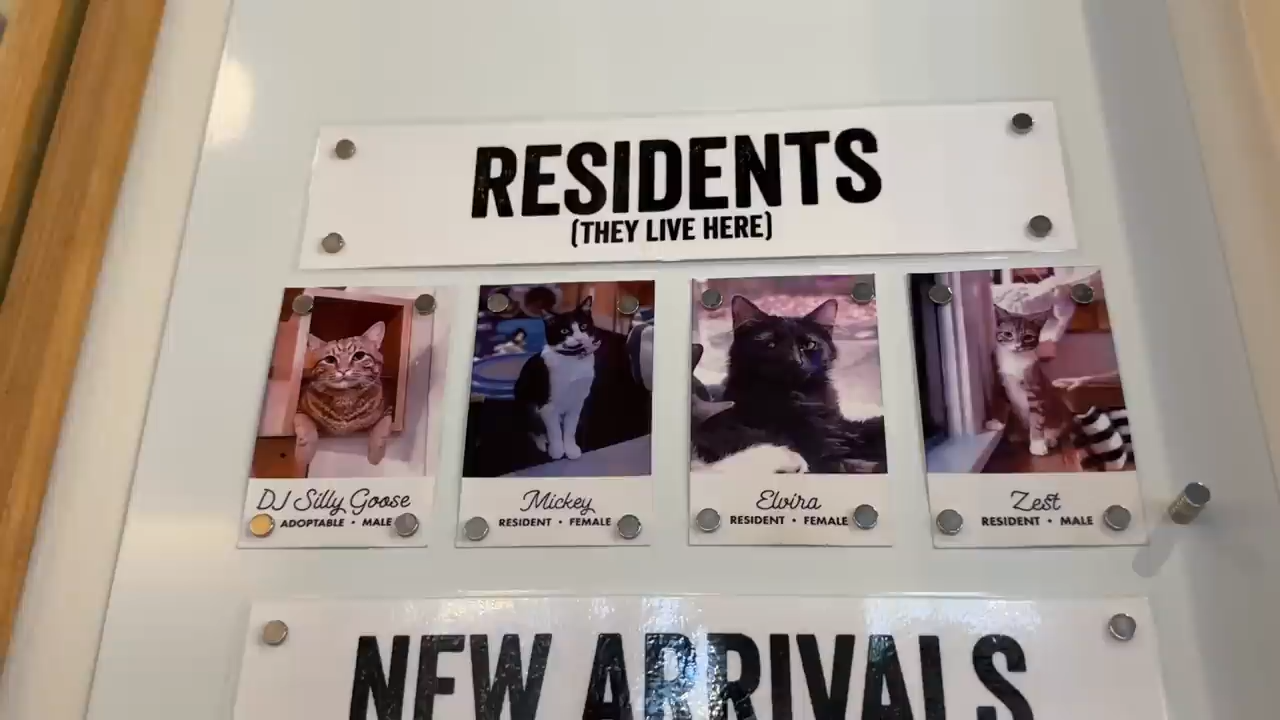 RESIDENTS
(THEY LIVE HERE)
DJ Silly Goose
ADOPTABLE • MALE
Mickey
RESIDENT • FEMALE
Elvira
RESIDENT • FEMALE
Zest
RESIDENT • MALE
NEW ARRIVALS